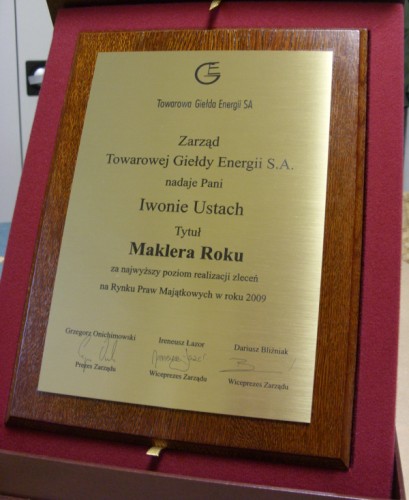 Towarowa Giełda Energii SA
Zarząd
Towarowej Giełdy Energii S.A.
nadaje Pani
Iwonie Ustach
Tytuł
Maklera Roku
za najwyższy poziom realizacji zleceń
na Rynku Praw Majątkowych w roku 2009
Grzegorz Onichimowski Ireneusz Łazor Dariusz Bliźniak
Prezes Zarządu Wiceprezes Zarządu Wiceprezes Zarządu